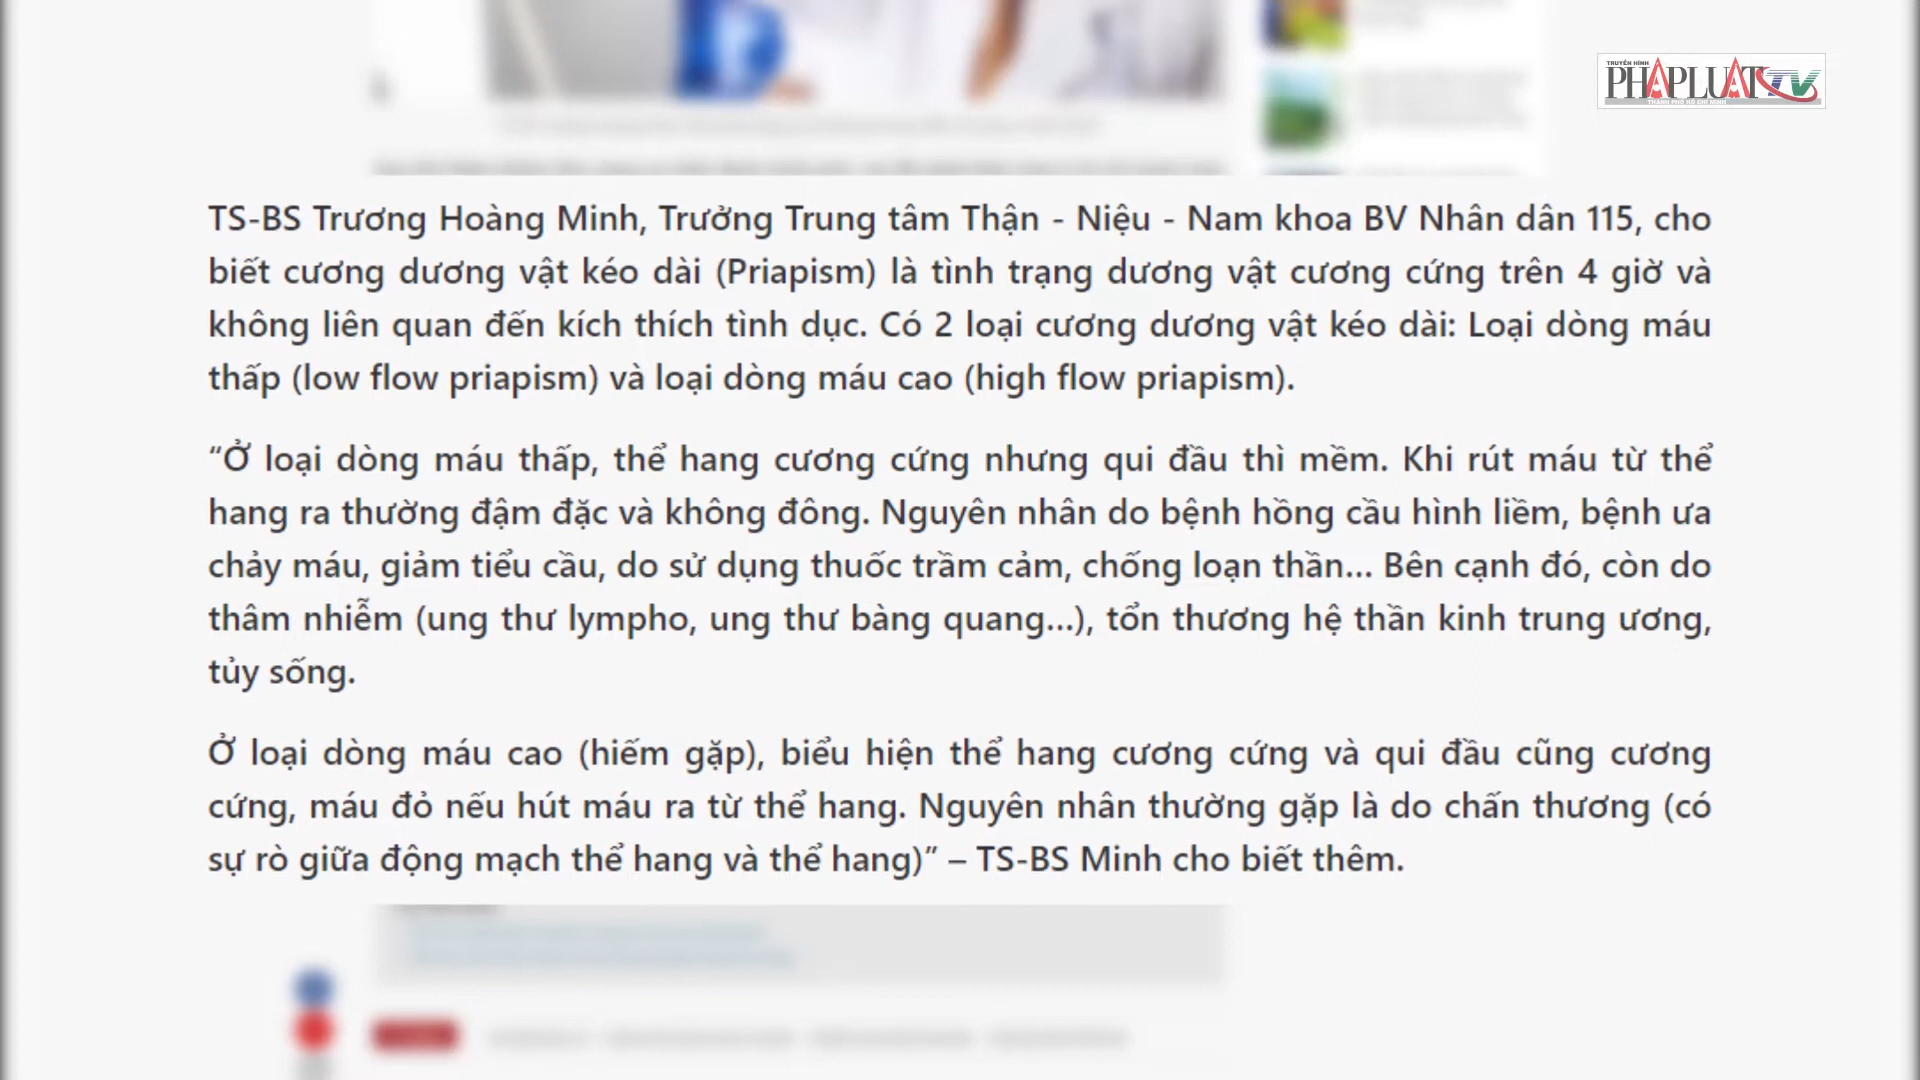 TRUYỀN HÌNH
PHÁPLUẬT TV
THÀNH PHỐ HỒ CHÍ MINH
TS-BS Trương Hoàng Minh, Trưởng Trung tâm Thận - Niệu - Nam khoa BV Nhân dân 115, cho
biết cương dương vật kéo dài (Priapism) là tình trạng dương vật cương cứng trên 4 giờ và
không liên quan đến kích thích tình dục. Có 2 loại cương dương vật kéo dài: Loại dòng máu
thấp (low flow priapism) và loại dòng máu cao (high flow priapism).
“Ở loại dòng máu thấp, thể hang cương cứng nhưng qui đầu thì mềm. Khi rút máu từ thể
hang ra thường đậm đặc và không đông. Nguyên nhân do bệnh hồng cầu hình liềm, bệnh ưa
chảy máu, giảm tiểu cầu, do sử dụng thuốc trầm cảm, chống loạn thần... Bên cạnh đó, còn do
thâm nhiễm (ung thư lympho, ung thư bàng quang...), tổn thương hệ thần kinh trung ương,
tủy sống.
Ở loại dòng máu cao (hiếm gặp), biểu hiện thể hang cương cứng và qui đầu cũng cương
cứng, máu đỏ nếu hút máu ra từ thể hang. Nguyên nhân thường gặp là do chấn thương (có
sự rò giữa động mạch thể hang và thể hang)” – TS-BS Minh cho biết thêm.